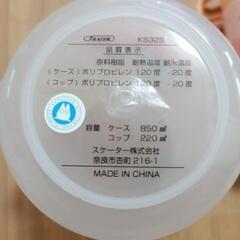 Skater KS32S
品質表示
原料樹脂 耐熱温度 耐冷温度
(ケース) ポリプロピレン 120度 -20度
(コップ) ポリプロピレン 120度 -20度
容量 ケース 850㎖
コップ 220㎖
スケーター株式会社
奈良市杏町216-1
MADE IN CHINA